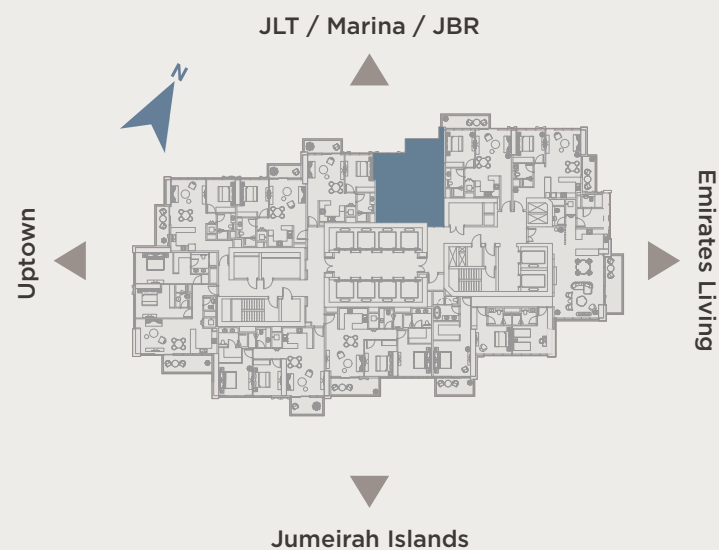 JLT / Marina / JBR
N
Uptown
Emirates Living
Jumeirah Islands